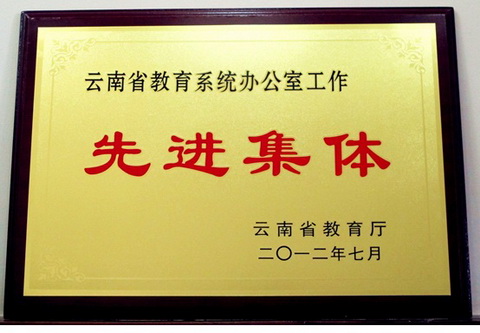 云南省教育系统办公室工作
先进集体
云南省教育厅
二〇一二年七月